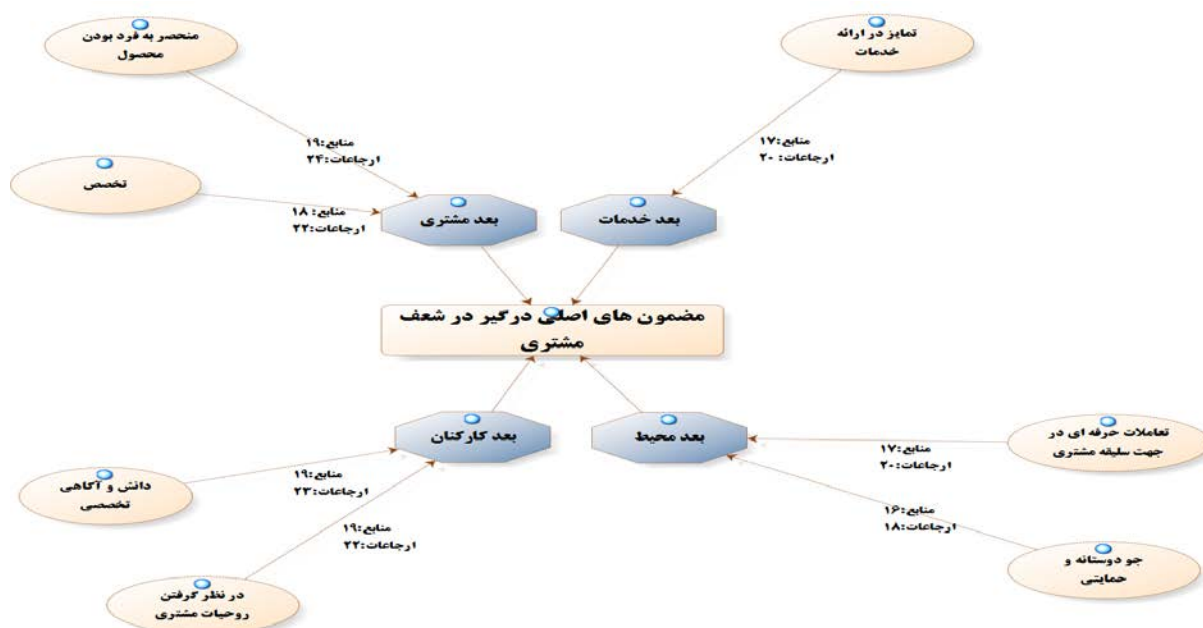 تمایز در ارائه
خدمات
منحصر به فرد بودن
محصول
منابع:۱۷
ارجاعات: ۲۰
منابع:۱۹
ارجاعات:۲۴
تخصص
منابع: ۱۸
ارجاعات:۲۲
بعد خدمات
بعد مشتری
مضمون های اصلی درگیر در شعف
مشتری
بعد محیط
بعد کارکنان
تعاملات حرفه ای در
جهت سلیقه مشتری
منابع:۱۷
ارجاعات:۲۰
منابع:۱۹
ارجاعات:۲۳
دانش و آگاهی
تخصصی
منابع:۱۶
ارجاعات:۱۸
منابع:۱۹
ارجاعات:۲۲
جو دوستانه و
حمایتی
در نظر گرفتن
روحیات مشتری